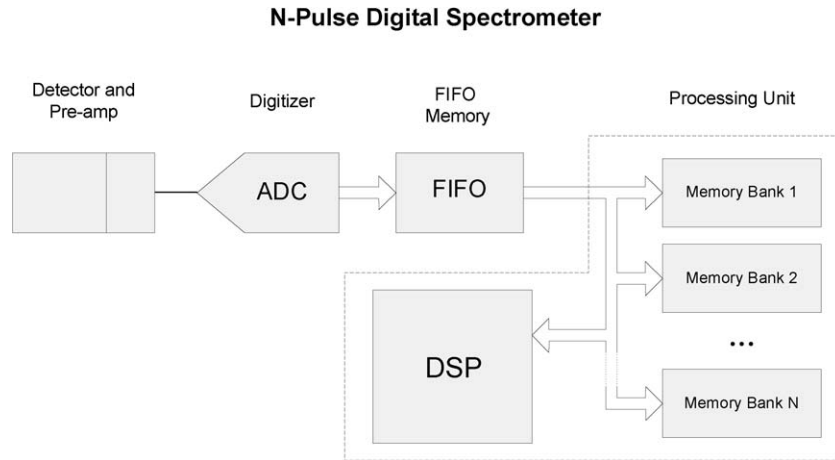 N-Pulse Digital Spectrometer
Detector and
Pre-amp
Digitizer
FIFO
Memory
Processing Unit
ADC
FIFO
Memory Bank 1
Memory Bank 2
...
DSP
Memory Bank N